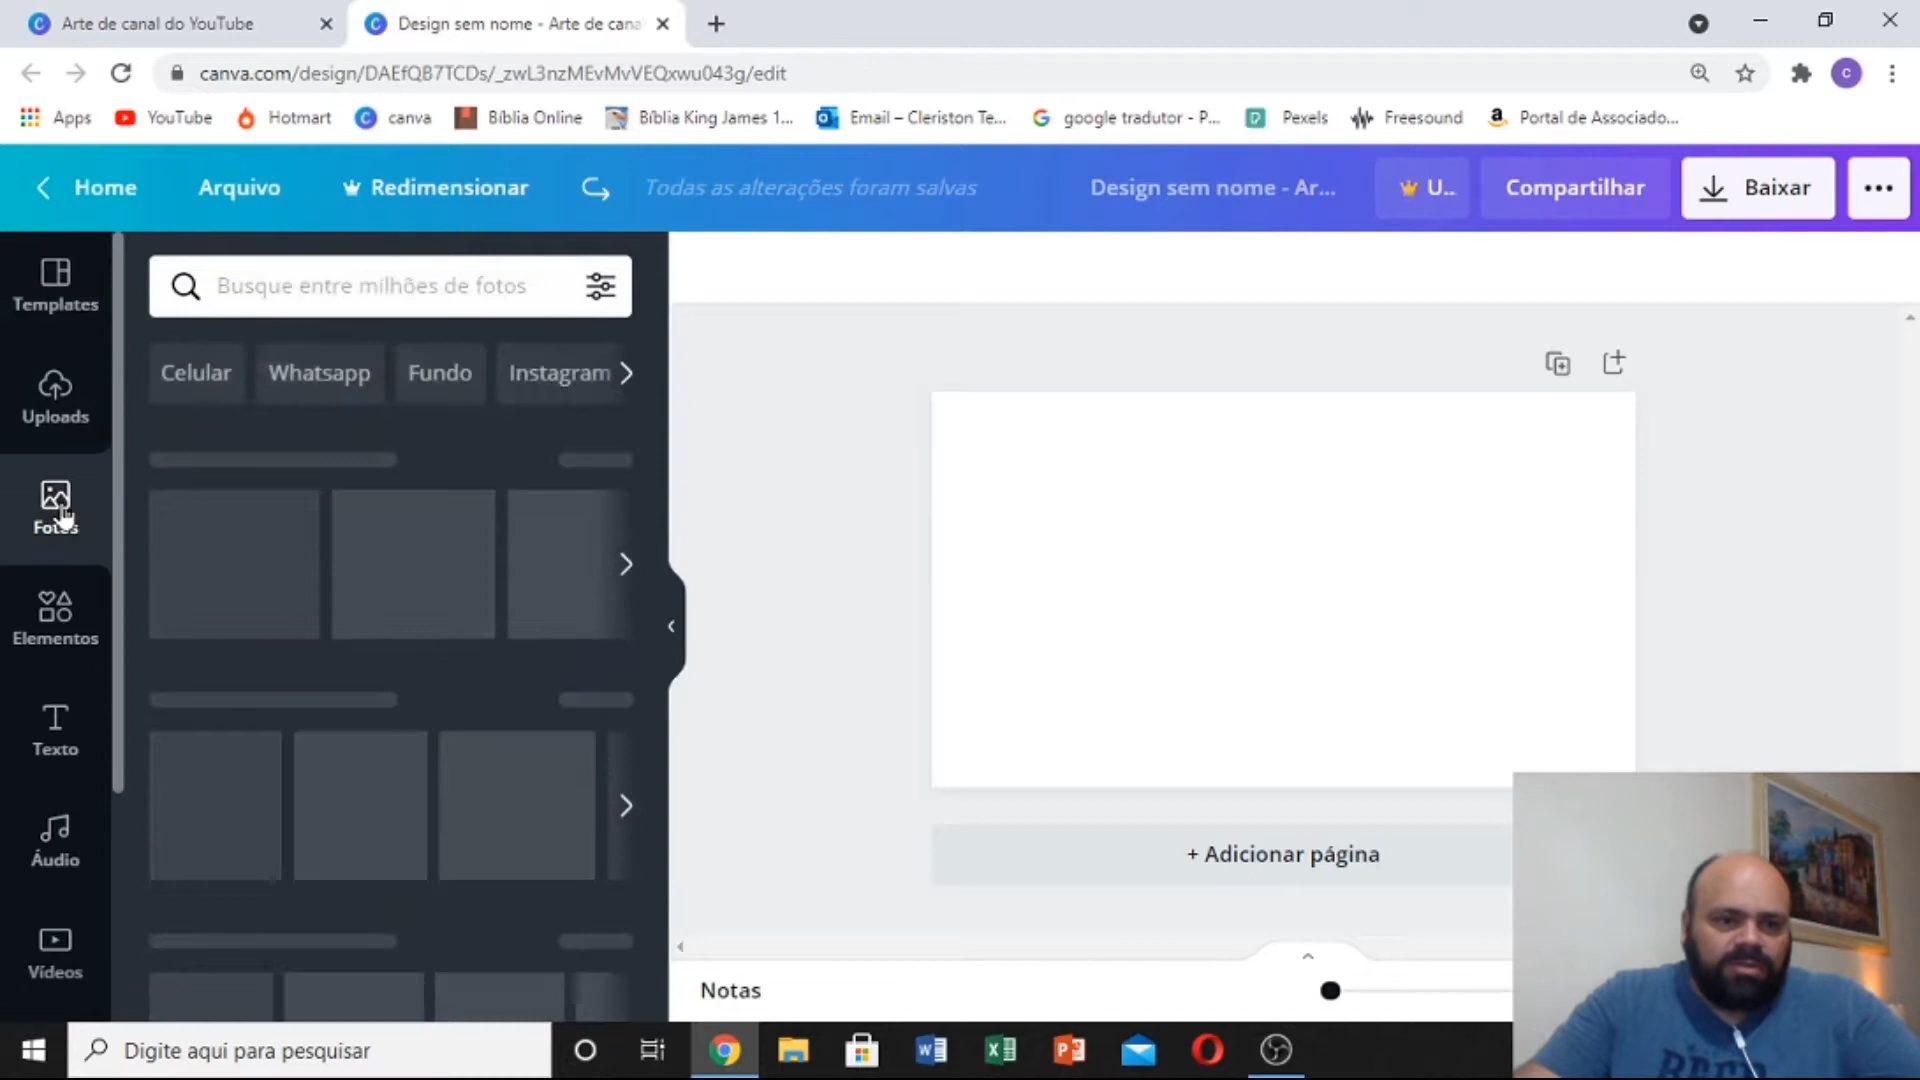 Arte de canal do YouTube
Design sem nome - Arte de cana
canva.com/design/DAEfQB7TCDs/_zwL3nzMEvMvVEQxwu043g/edit
C
Apps
YouTube
Hotmart
canva
Bíblia Online
Bíblia King James 1...
Email – Cleriston Te...
google tradutor - P...
Pexels
Freesound
Portal de Associado...
Home
Arquivo
Redimensionar
Todas as alterações foram salvas
Design sem nome - Ar...
U..
Compartilhar
Baixar
Templates
Uploads
Fotos
Elementos
Texto
Áudio
Vídeos
Busque entre milhões de fotos
Celular
Whatsapp
Fundo
Instagram
+ Adicionar página
Notas
Digite aqui para pesquisar